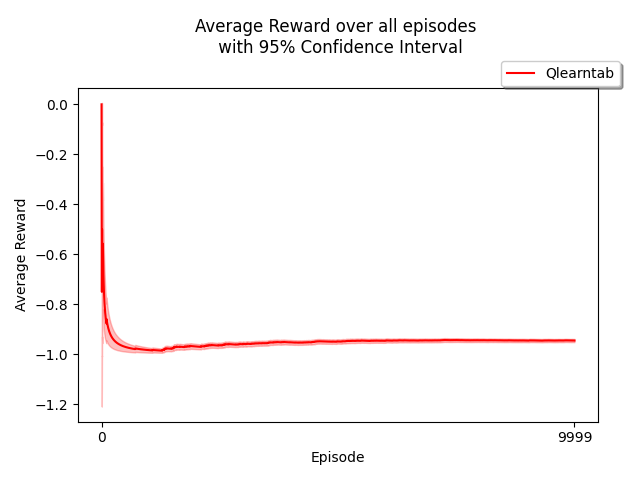 Average Reward over all episodes
with 95% Confidence Interval
Qlearntab
0.0
−0.2
−0.4
−0.6
−0.8
−1.0
−1.2
Average Reward
0
9999
Episode